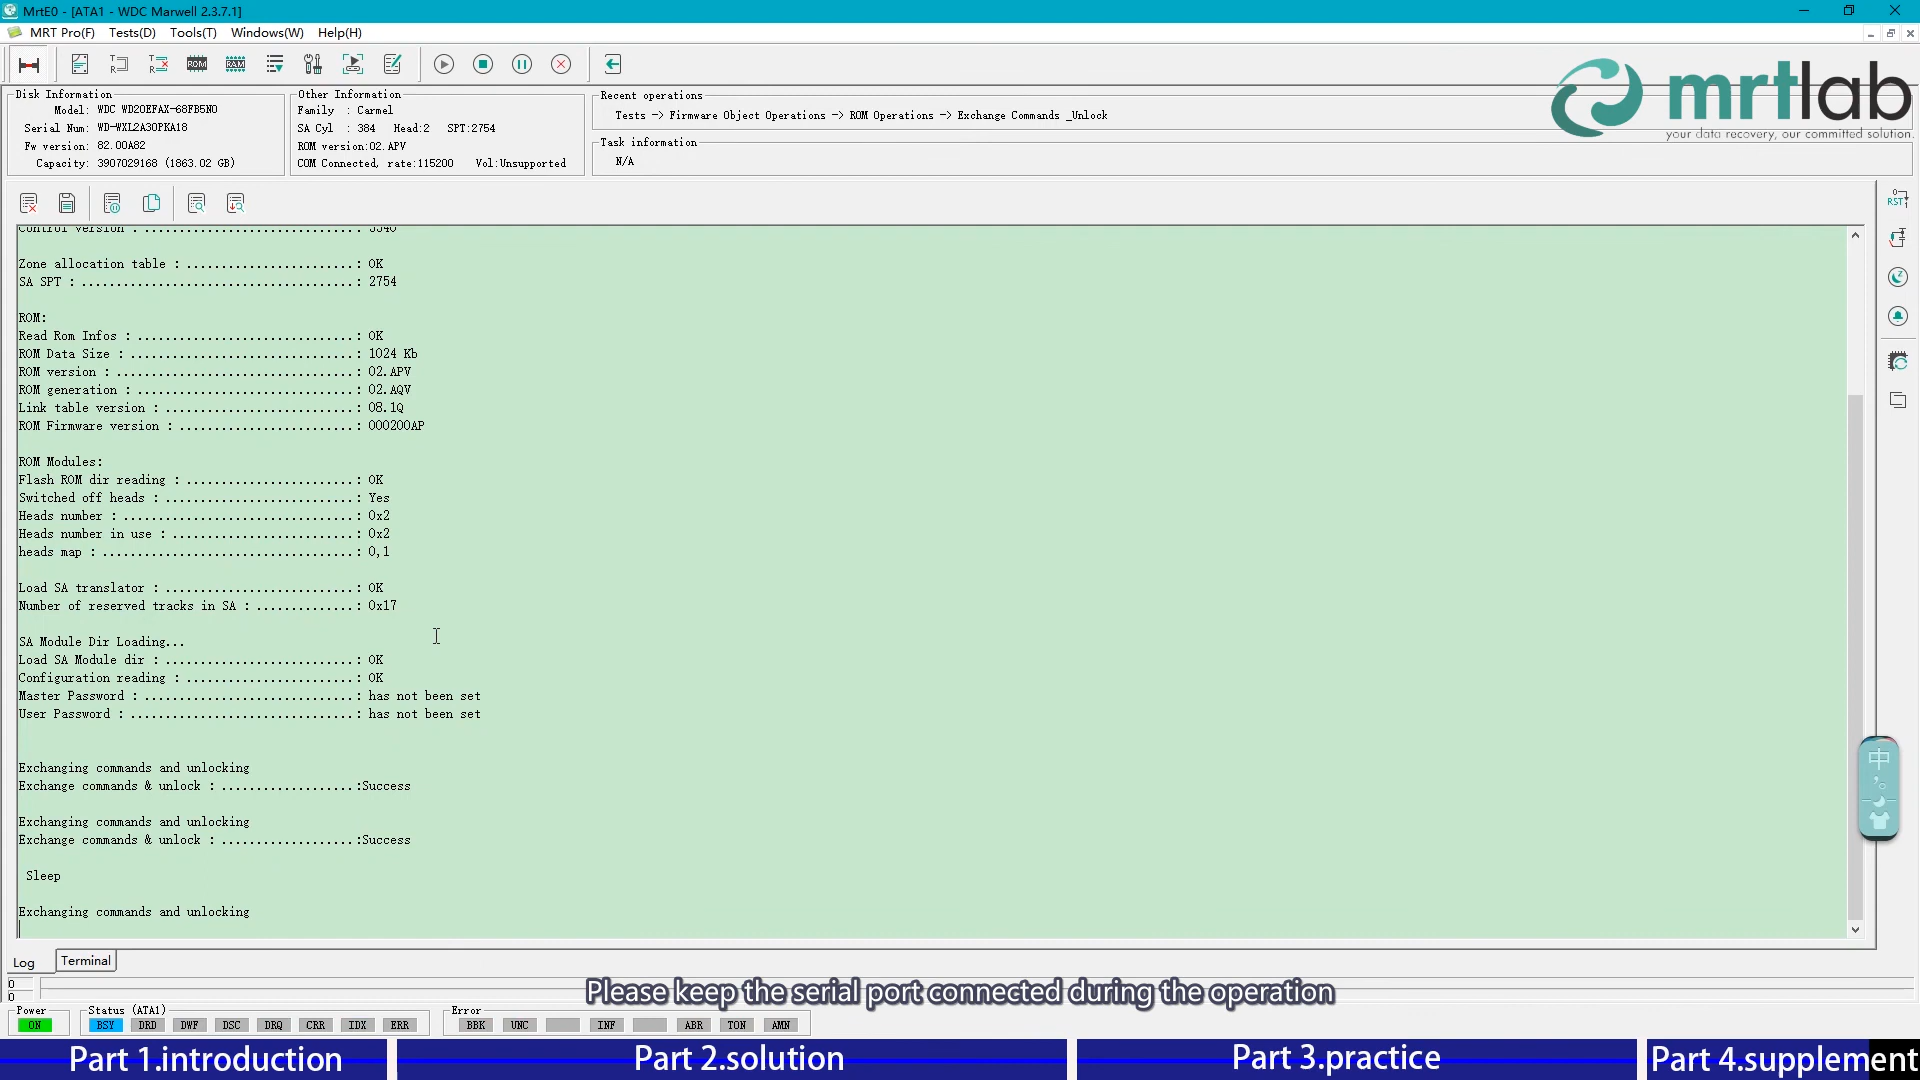 MrtE0 - [ATA1 - WDC Marwell 2.3.7.1]
MRT Pro(F) Tests(D) Tools(T) Windows(W) Help(H)
T R T R ROM RAM
mrtlab
your data recovery, our committed solution.
Disk Information
Model: WDC WD20EFAX-68FB5N0
Serial Num: WD-WXL2A30PKA18
Fw version: 82.00A82
Capacity: 3907029168 (1863.02 GB)
Other Information
Family : Carmel
SA Cyl : 384 Head:2 SPT:2754
ROM version:02.APV
COM Connected, rate:115200 Vol:Unsupported
Recent operations
Tests -> Firmware Object Operations -> ROM Operations -> Exchange Commands _Unlock
Task information
N/A
RST
Control version : ..............................: 5540
Zone allocation table : ........................: OK
SA SPT : .......................................: 2754
ROM:
Read Rom Infos : ...............................: OK
ROM Data Size : ................................: 1024 Kb
ROM version : ..................................: 02.APV
ROM generation : ...............................: 02.AQV
Link table version : ...........................: 08.1Q
ROM Firmware version : .........................: 000200AP
ROM Modules:
Flash ROM dir reading : ........................: OK
Switched off heads : ...........................: Yes
Heads number : .................................: 0x2
Heads number in use : ..........................: 0x2
heads map : ....................................: 0,1
Load SA translator : ...........................: OK
Number of reserved tracks in SA : ..............: 0x17
SA Module Dir Loading...
Load SA Module dir : ...........................: OK
Configuration reading : ........................: OK
Master Password : ..............................: has not been set
User Password : ................................: has not been set
Exchanging commands and unlocking
Exchange commands & unlock : ...................:Success
Exchanging commands and unlocking
Exchange commands & unlock : ...................:Success
Sleep
Exchanging commands and unlocking
中
Log Terminal
0
0
Please keep the serial port connected during the operation
Power
ON
Status (ATA1)
BSY DRD DWF DSC DRQ CRR IDX ERR
Error
BBK UNC INF ABR TON AMN
Part 1.introduction Part 2.solution Part 3.practice Part 4.supplement